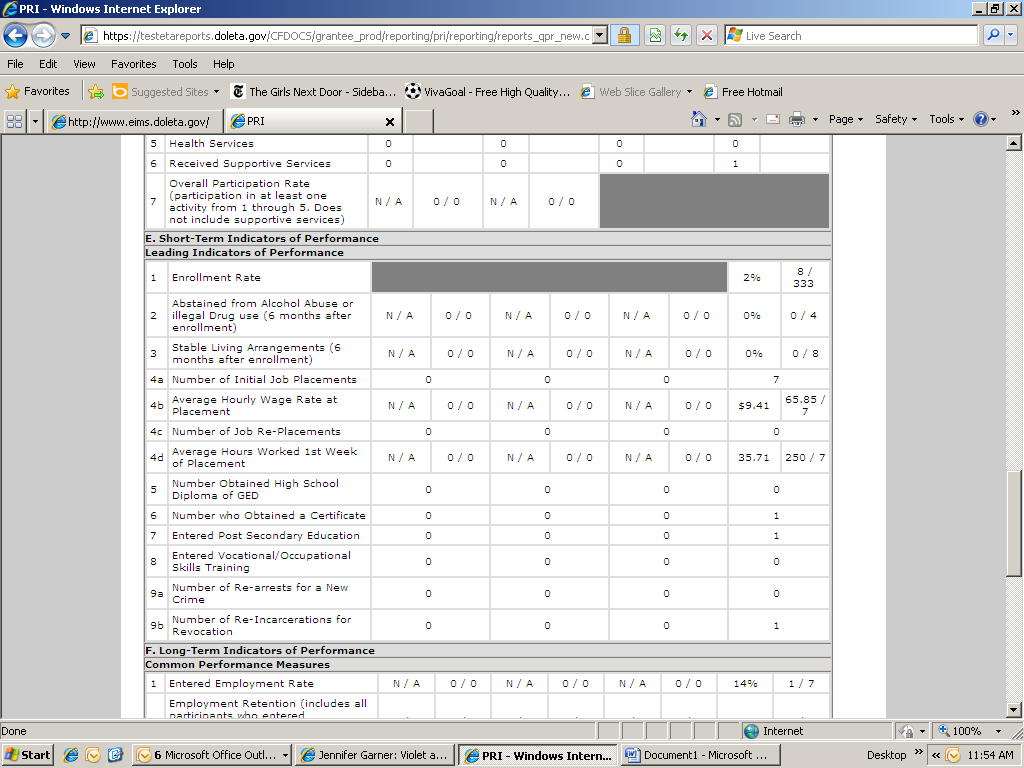 PRI - Windows Internet Explorer
https://testetareports.doleta.gov/CFDOCS/grantee_prod/reporting/pri/reporting/reports_qpr_new.c
Live Search
File Edit View Favorites Tools Help
Favorites Suggested Sites The Girls Next Door - Sideba... VivaGoal - Free High Quality,... Web Slice Gallery Free Hotmail
http://www.eims.doleta.gov/ PRI Page Safety Tools »
5 Health Services 0 0 0 0
6 Received Supportive Services 0 0 0 1
7 Overall Participation Rate (participation in at least one activity from 1 through 5. Does not include supportive services) N / A 0 / 0 N / A 0 / 0
E. Short-Term Indicators of Performance
Leading Indicators of Performance
1 Enrollment Rate 2% 8 / 333
2 Abstained from Alcohol Abuse or illegal Drug use (6 months after enrollment) N / A 0 / 0 N / A 0 / 0 N / A 0 / 0 0% 0 / 4
3 Stable Living Arrangements (6 months after enrollment) N / A 0 / 0 N / A 0 / 0 N / A 0 / 0 0% 0 / 8
4a Number of Initial Job Placements 0 0 0 7
4b Average Hourly Wage Rate at Placement N / A 0 / 0 N / A 0 / 0 N / A 0 / 0 $9.41 65.85 / 7
4c Number of Job Re-Placements 0 0 0 0
4d Average Hours Worked 1st Week of Placement N / A 0 / 0 N / A 0 / 0 N / A 0 / 0 35.71 250 / 7
5 Number Obtained High School Diploma of GED 0 0 0 0
6 Number who Obtained a Certificate 0 0 0 1
7 Entered Post Secondary Education 0 0 0 1
8 Entered Vocational/Occupational Skills Training 0 0 0 0
9a Number of Re-arrests for a New Crime 0 0 0 0
9b Number of Re-Incarcerations for Revocation 0 0 0 1
F. Long-Term Indicators of Performance
Common Performance Measures
1 Entered Employment Rate N / A 0 / 0 N / A 0 / 0 N / A 0 / 0 14% 1 / 7
Employment Retention (includes all participants who entered
Done Internet 100%
Start 6 Microsoft Office Outl... Jennifer Garner: Violet a... PRI - Windows Intern... Document1 - Microsoft ... Desktop » « 11:54 AM